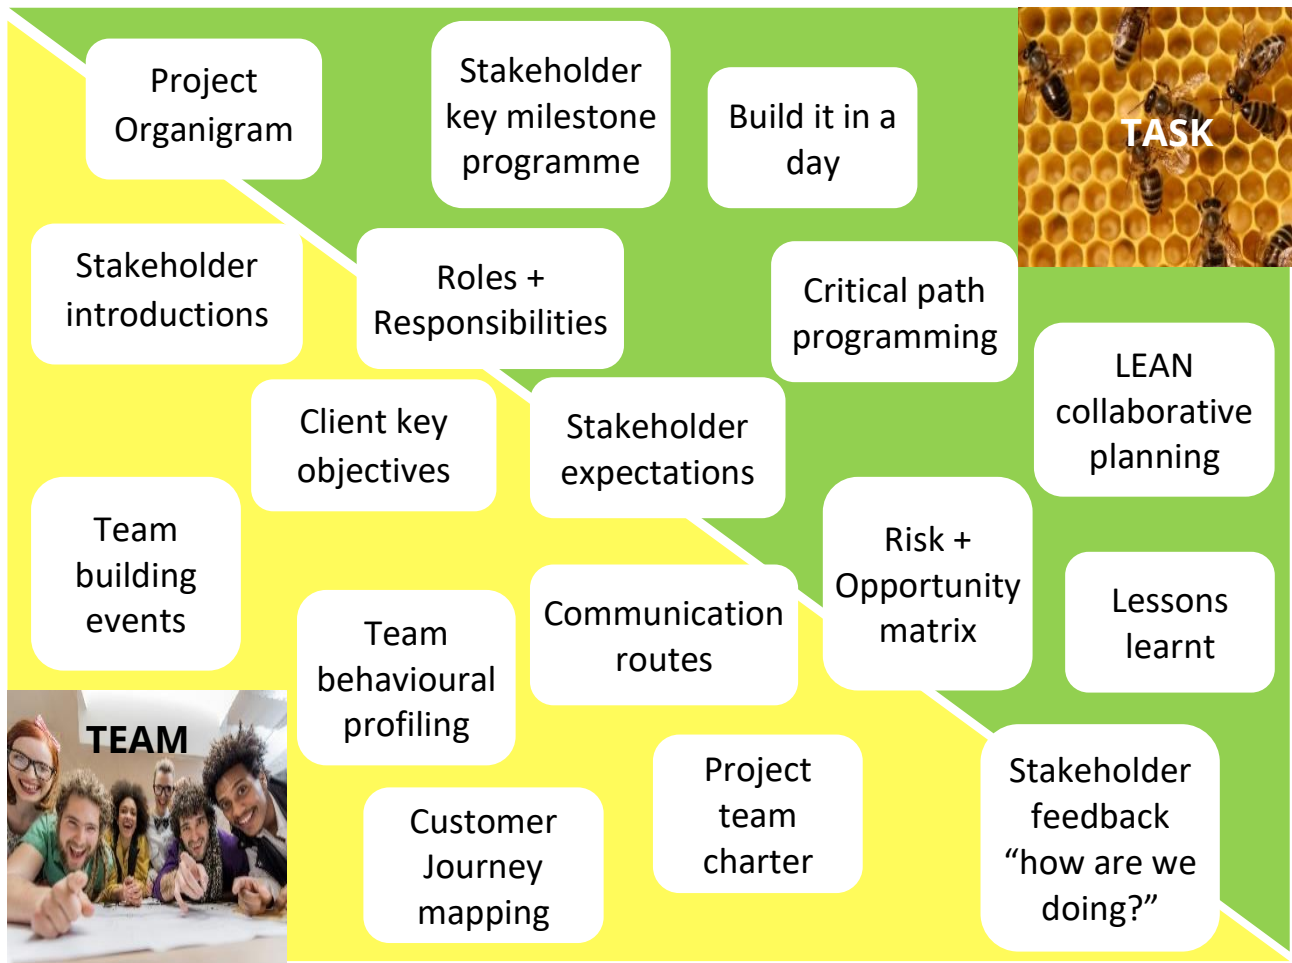 Project
Organigram
Stakeholder
key milestone
programme
Build it in a
day
TASK
Stakeholder
introductions
Roles +
Responsibilities
Critical path
programming
LEAN
collaborative
planning
Client key
objectives
Stakeholder
expectations
Team
building
events
Risk +
Opportunity
matrix
Lessons
learnt
Team
behavioural
profiling
Communication
routes
TEAM
Customer
Journey
mapping
Project
team
charter
Stakeholder
feedback
“how are we
doing?”